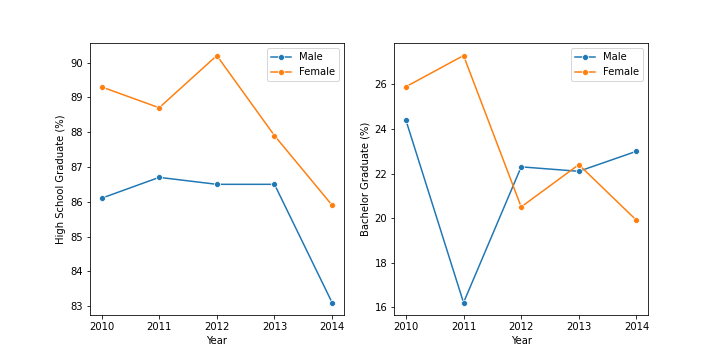 High School Graduate (%)
90
89
88
87
86
85
84
83
2010 2011 2012 2013 2014
Year
Male
Female
Bachelor Graduate (%)
26
24
22
20
18
16
2010 2011 2012 2013 2014
Year
Male
Female